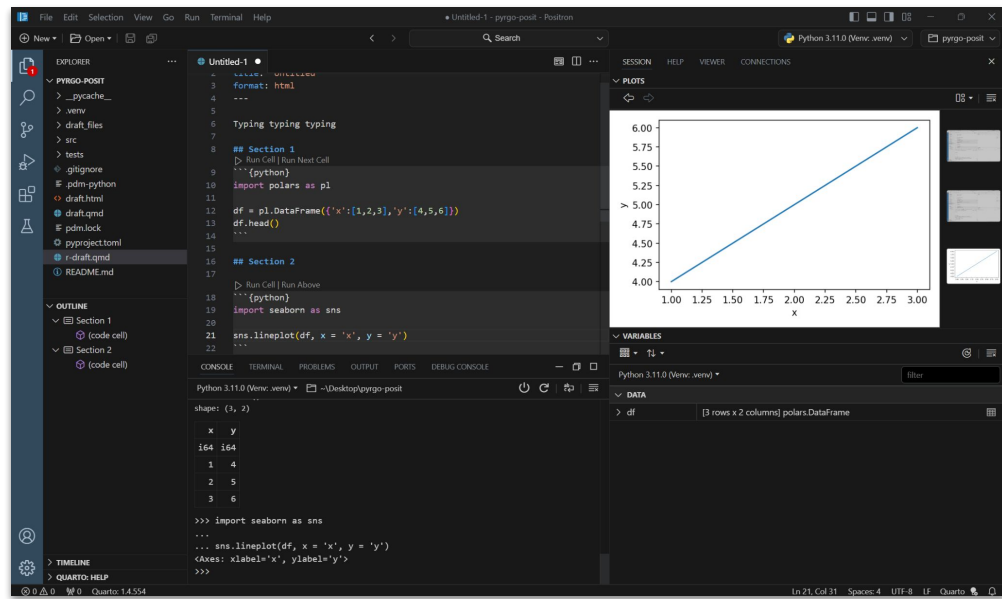 File Edit Selection View Go Run Terminal Help
● Untitled-1 - pyrgo-posit - Positron
New Open
Search
Python 3.11.0 (Venv: .venv)
pyrgo-posit
EXPLORER
PYRGO-POSIT
__pycache__
.venv
draft_files
src
tests
.gitignore
.pdm-python
draft.html
draft.qmd
pdm.lock
pyproject.toml
r-draft.qmd
README.md
OUTLINE
Section 1
(code cell)
Section 2
(code cell)
TIMELINE
QUARTO: HELP
1
Untitled-1 ●
2 title: "Untitled"
3 format: html
4 ---
5
6 Typing typing typing
7
8 ## Section 1
Run Cell | Run Next Cell
9 ```{python}
10 import polars as pl
11
12 df = pl.DataFrame({'x':[1,2,3],'y':[4,5,6]})
13 df.head()
14 ```
15
16 ## Section 2
17
Run Cell | Run Above
18 ```{python}
19 import seaborn as sns
20
21 sns.lineplot(df, x = 'x', y = 'y')
22 ```
CONSOLE TERMINAL PROBLEMS OUTPUT PORTS DEBUG CONSOLE
Python 3.11.0 (Venv: .venv) ~\Desktop\pyrgo-posit
shape: (3, 2)
x y
i64 i64
1 4
2 5
3 6
>>> import seaborn as sns
...
... sns.lineplot(df, x = 'x', y = 'y')
<Axes: xlabel='x', ylabel='y'>
>>>
SESSION HELP VIEWER CONNECTIONS
PLOTS
6.00
5.75
5.50
5.25
5.00
4.75
4.50
4.25
4.00
y
1.00 1.25 1.50 1.75 2.00 2.25 2.50 2.75 3.00
x
VARIABLES
Python 3.11.0 (Venv: .venv)
filter
DATA
df [3 rows x 2 columns] polars.DataFrame
0 0 0 Quarto: 1.4.554
Ln 21, Col 31 Spaces: 4 UTF-8 LF Quarto